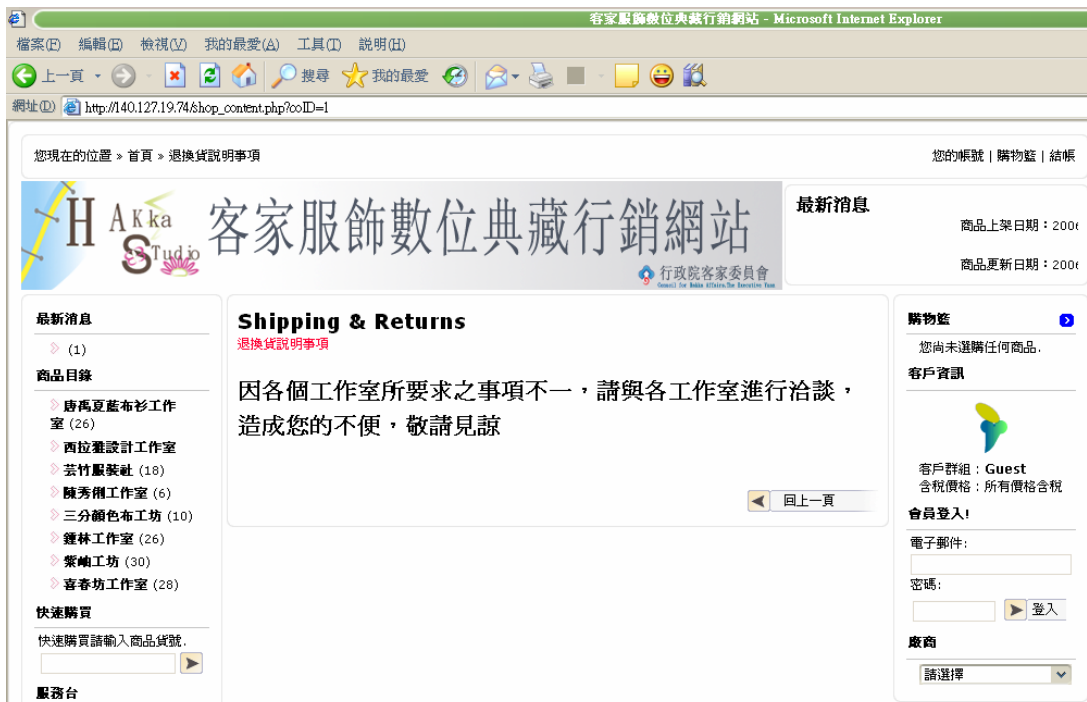 客家服飾數位典藏行銷網站 - Microsoft Internet Explorer
檔案(F) 編輯(E) 檢視(V) 我的最愛(A) 工具(T) 說明(H)
上一頁 搜尋 我的最愛
網址(D) http://140.127.19.74/shop_content.php?coID=1
您現在的位置 » 首頁 » 退換貨說明事項
您的帳號 | 購物籃 | 結帳
HAKka
STudio
客家服飾數位典藏行銷網站
行政院客家委員會
Council for Hakka Affairs, The Executive Yuan
最新消息
商品上架日期：200
商品更新日期：200
最新消息
(1)
商品目錄
唐禹夏藍布衫工作
室 (26)
西拉雅設計工作室
芸竹服裝社 (18)
陳秀俐工作室 (6)
三分顏色布工坊 (10)
鍾林工作室 (26)
紫岫工坊 (30)
喜春坊工作室 (28)
快速購買
快速購買請輸入商品貨號.
服務台
Shipping & Returns
退換貨說明事項
因各個工作室所要求之事項不一，請與各工作室進行洽談，
造成您的不便，敬請見諒
回上一頁
購物籃
您尚未選購任何商品.
客戶資訊
客戶群組：Guest
含稅價格：所有價格含稅
會員登入!
電子郵件:
密碼:
登入
廠商
請選擇